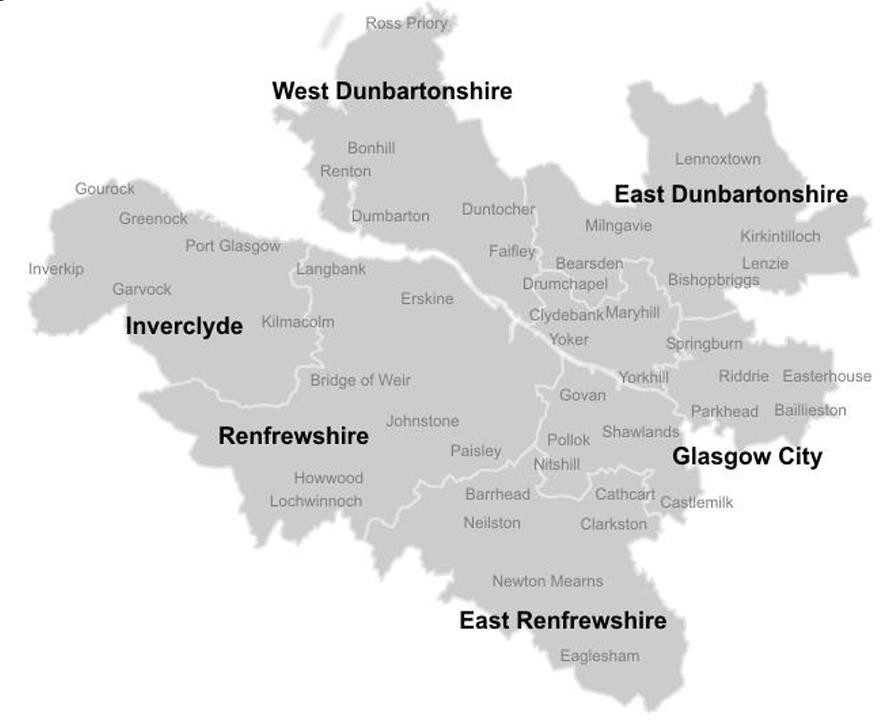 Ross Priory
West Dunbartonshire
Bonhill
Lennoxtown
Renton
Gourock
East Dunbartonshire
Greenock
Dumbarton
Duntocher
Milngavie
Kirkintilloch
Port Glasgow
Faifley
Inverkip
Langbank
Bearsden
Lenzie
Garvock
Drumchapel
Bishopbriggs
Erskine
Inverclyde
Kilmacolm
Clydebank
Maryhill
Yoker
Springburn
Bridge of Weir
Yorkhill
Riddrie
Easterhouse
Govan
Johnstone
Parkhead
Baillieston
Renfrewshire
Pollok
Shawlands
Paisley
Nitshill
Glasgow City
Howwood
Lochwinnoch
Barrhead
Cathcart
Castlemilk
Neilston
Clarkston
Newton Mearns
East Renfrewshire
Eaglesham